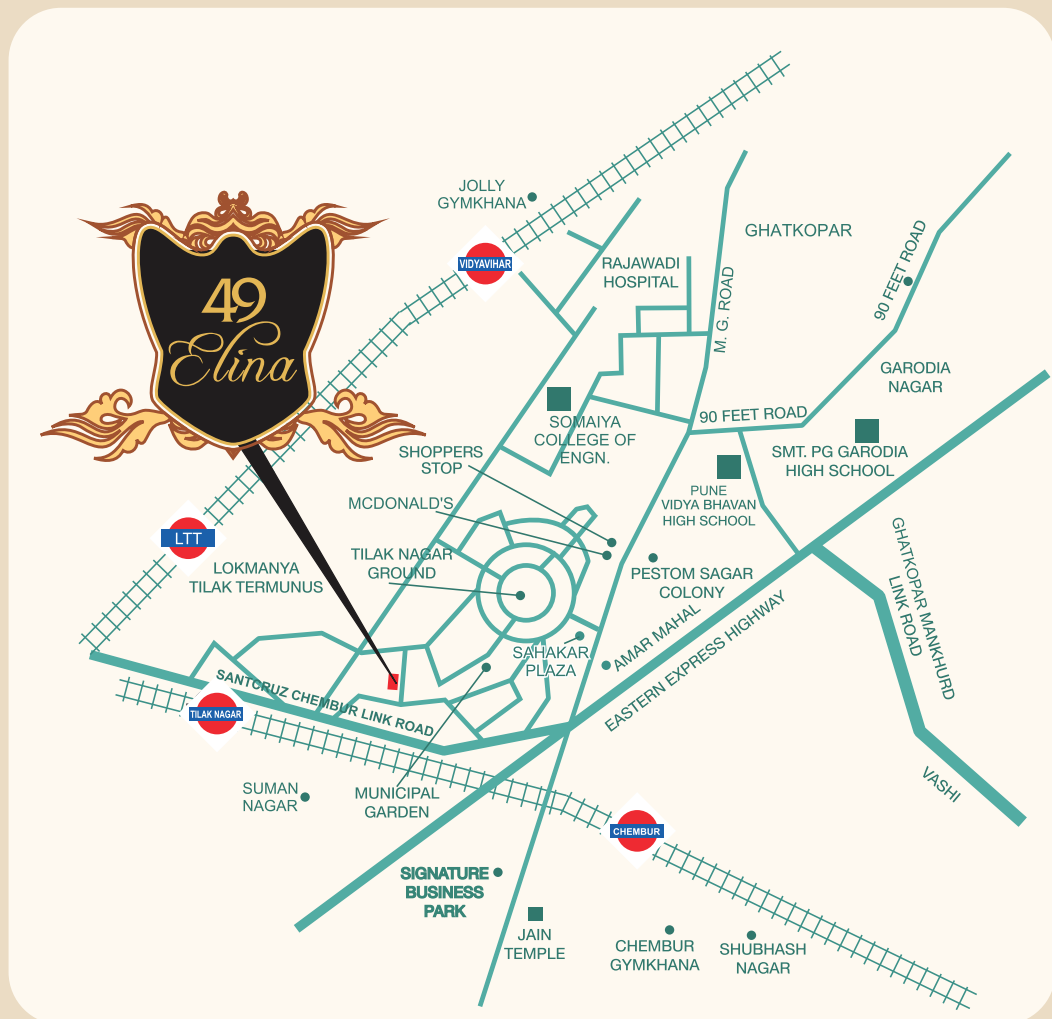 JOLLY
GYMKHANA
VIDYAVIHAR
RAJAWADI
HOSPITAL
GHATKOPAR
M. G. ROAD
90 FEET ROAD
GARODIA
NAGAR
49
Elina
90 FEET ROAD
SOMAIYA
COLLEGE OF
ENGN.
SMT. PG GARODIA
HIGH SCHOOL
SHOPPERS
STOP
PUNE
VIDYA BHAVAN
HIGH SCHOOL
MCDONALD'S
LTT
LOKMANYA
TILAK TERMUNUS
TILAK NAGAR
GROUND
PESTOM SAGAR
COLONY
GHATKOPAR MANKHURD
LINK ROAD
AMAR MAHAL
EASTERN EXPRESS HIGHWAY
SAHAKAR
PLAZA
SANTCRUZ CHEMBUR LINK ROAD
TILAK NAGAR
VASHI
SUMAN
NAGAR
MUNICIPAL
GARDEN
CHEMBUR
SIGNATURE
BUSINESS
PARK
JAIN
TEMPLE
CHEMBUR
GYMKHANA
SHUBHASH
NAGAR